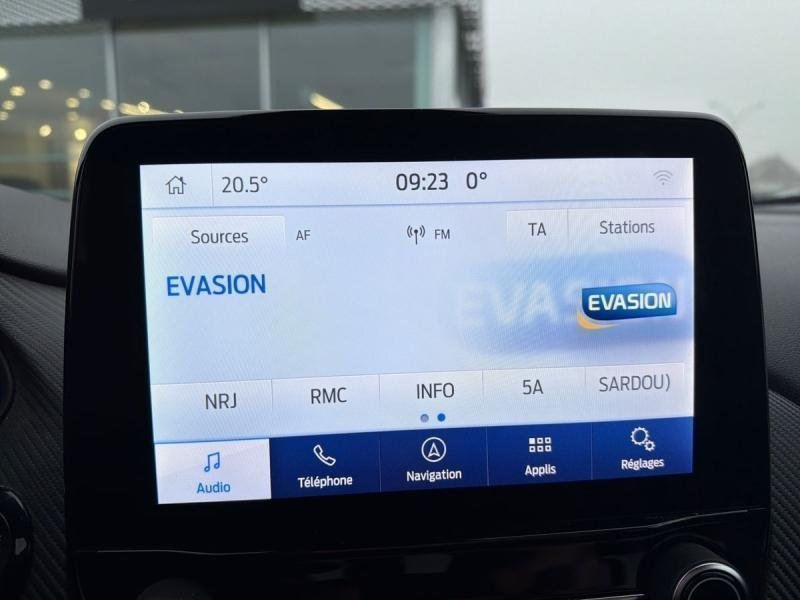 20.5° 09:23 0°
Sources AF FM TA Stations
EVASION
EVASION
NRJ RMC INFO 5A SARDOU)
Audio Téléphone Navigation Applis Réglages